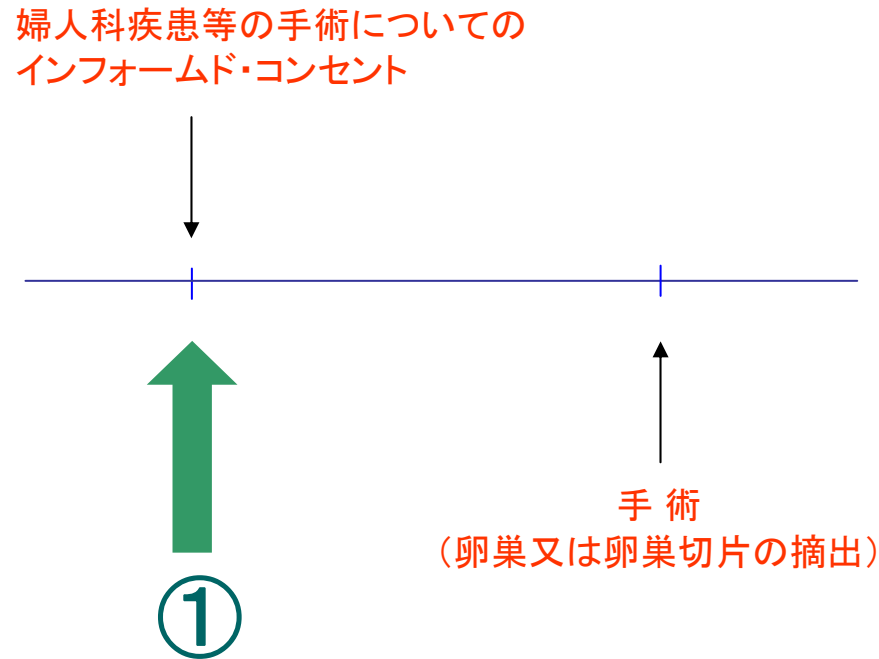 婦人科疾患等の手術についての
インフォームド・コンセント
手 術
（卵巣又は卵巣切片の摘出）
①